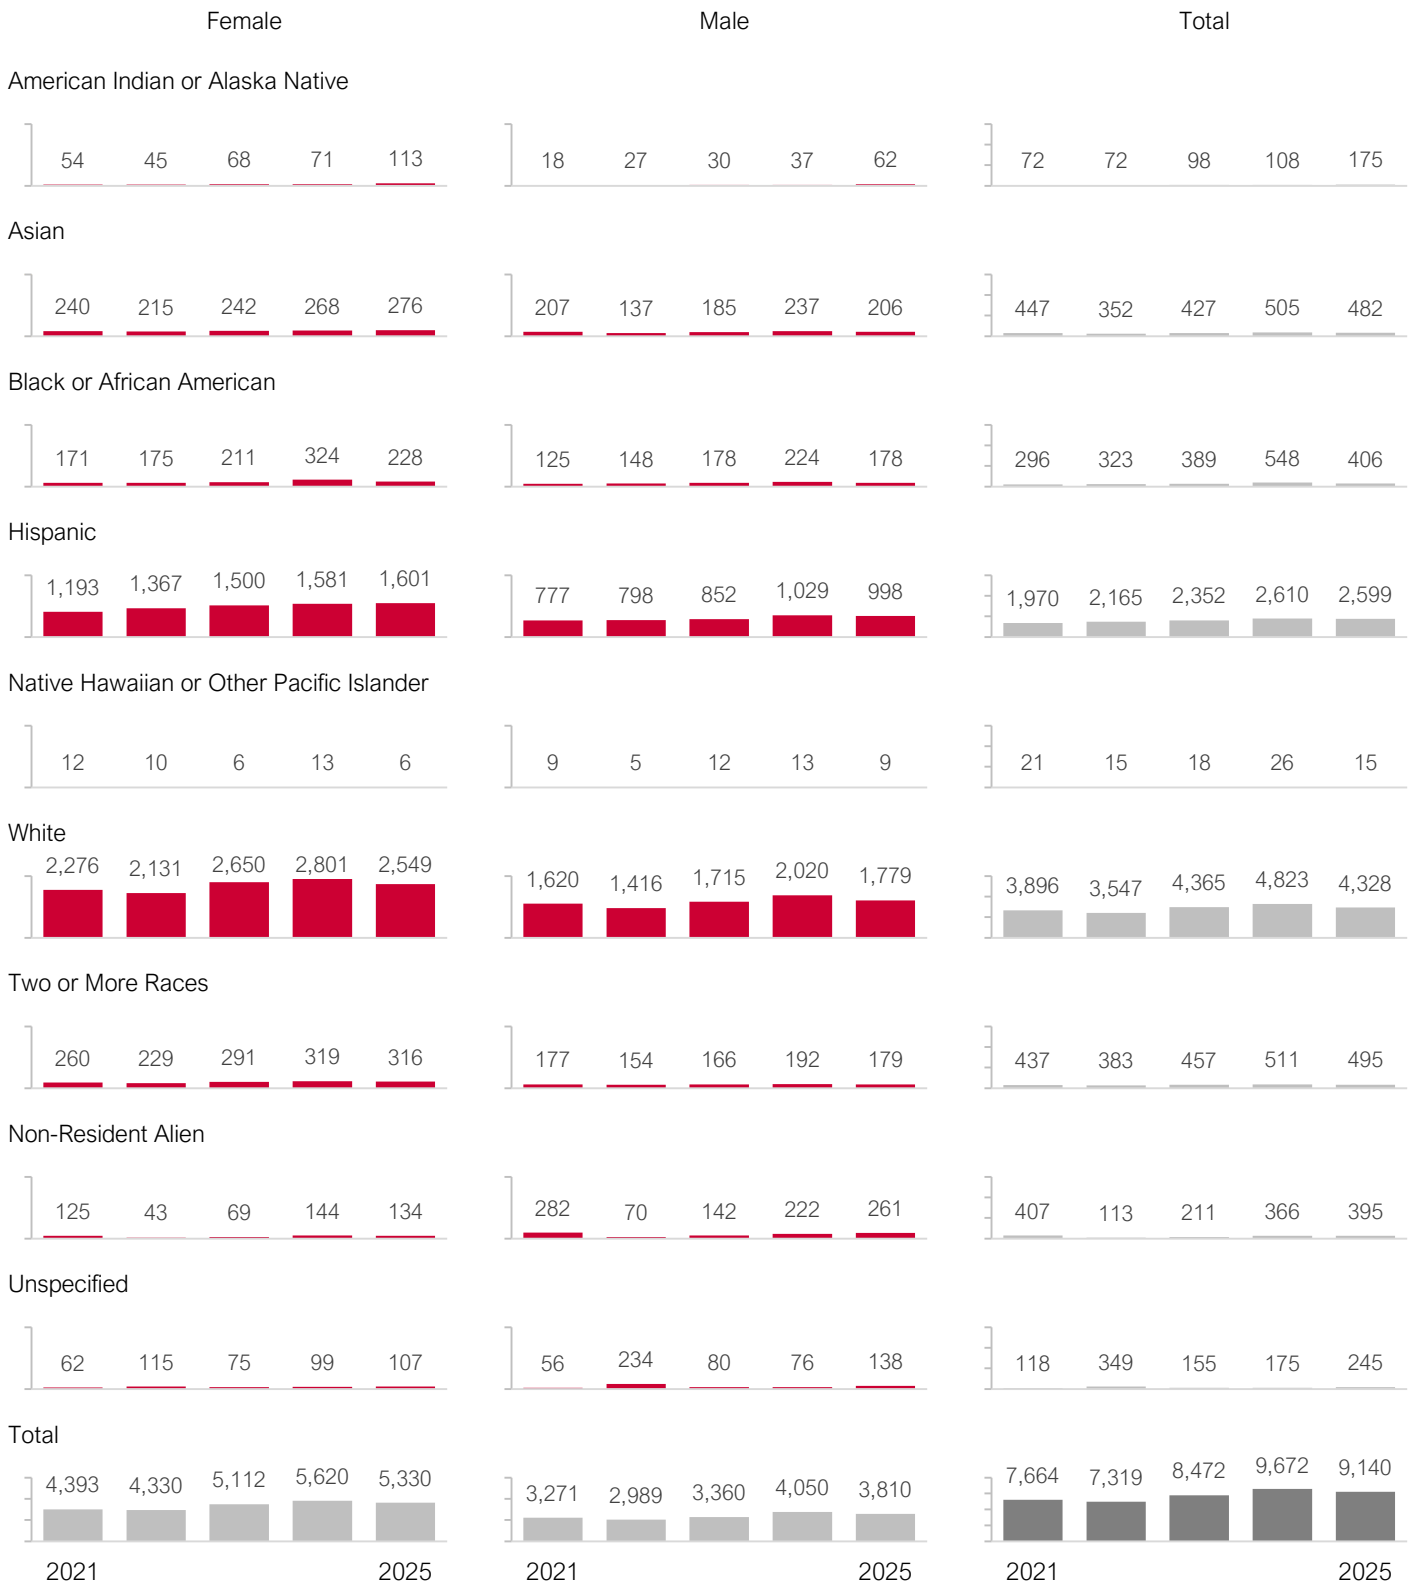 Female Male Total
American Indian or Alaska Native
54 45 68 71 113 18 27 30 37 62 72 72 98 108 175
Asian
240 215 242 268 276 207 137 185 237 206 447 352 427 505 482
Black or African American
171 175 211 324 228 125 148 178 224 178 296 323 389 548 406
Hispanic
1,193 1,367 1,500 1,581 1,601 777 798 852 1,029 998 1,970 2,165 2,352 2,610 2,599
Native Hawaiian or Other Pacific Islander
12 10 6 13 6 9 5 12 13 9 21 15 18 26 15
White
2,276 2,131 2,650 2,801 2,549 1,620 1,416 1,715 2,020 1,779 3,896 3,547 4,365 4,823 4,328
Two or More Races
260 229 291 319 316 177 154 166 192 179 437 383 457 511 495
Non-Resident Alien
125 43 69 144 134 282 70 142 222 261 407 113 211 366 395
Unspecified
62 115 75 99 107 56 234 80 76 138 118 349 155 175 245
Total
4,393 4,330 5,112 5,620 5,330 3,271 2,989 3,360 4,050 3,810 7,664 7,319 8,472 9,672 9,140
2021 2025 2021 2025 2021 2025